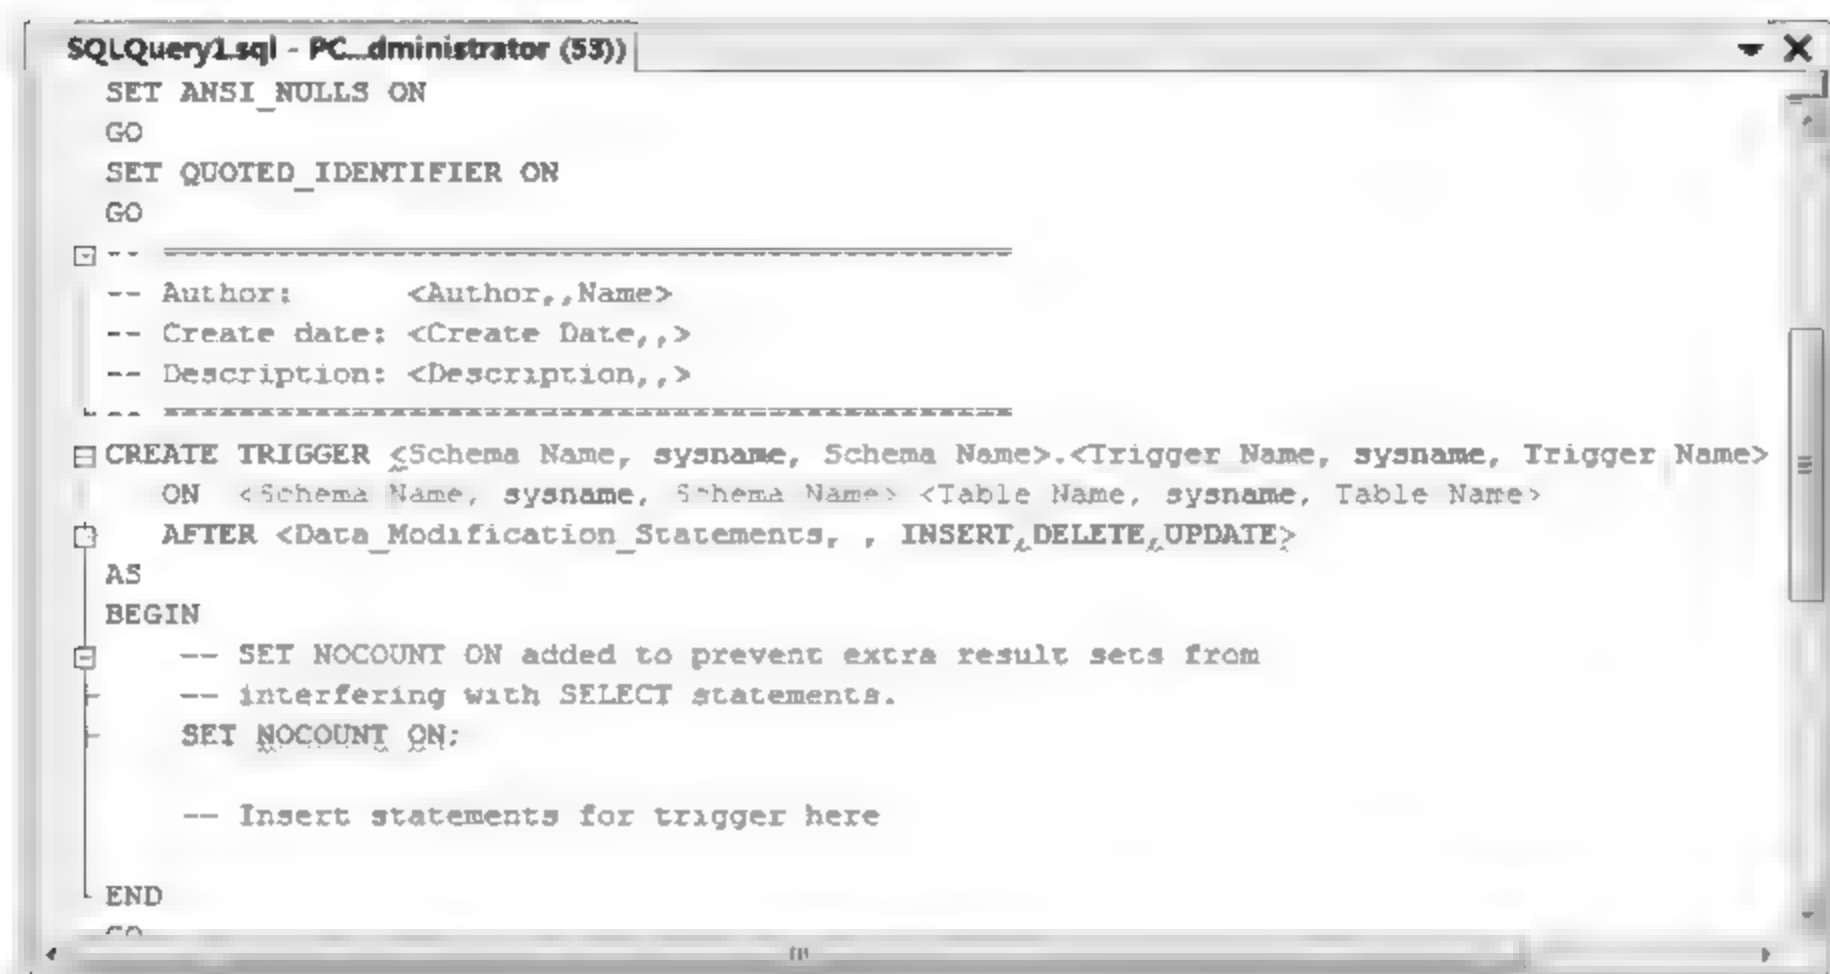 SQLQuery1.sql - PC...dministrator (53))
SET ANSI_NULLS ON
GO
SET QUOTED_IDENTIFIER ON
GO
-- =============================================
-- Author:      <Author,,Name>
-- Create date: <Create Date,,>
-- Description: <Description,,>
-- =============================================
CREATE TRIGGER <Schema Name, sysname, Schema Name>.<Trigger Name, sysname, Trigger Name>
   ON  <Schema Name, sysname, Schema Name> <Table Name, sysname, Table Name>
   AFTER <Data_Modification_Statements, , INSERT,DELETE,UPDATE>
AS
BEGIN
    -- SET NOCOUNT ON added to prevent extra result sets from
    -- interfering with SELECT statements.
    SET NOCOUNT ON;
    -- Insert statements for trigger here
END
GO